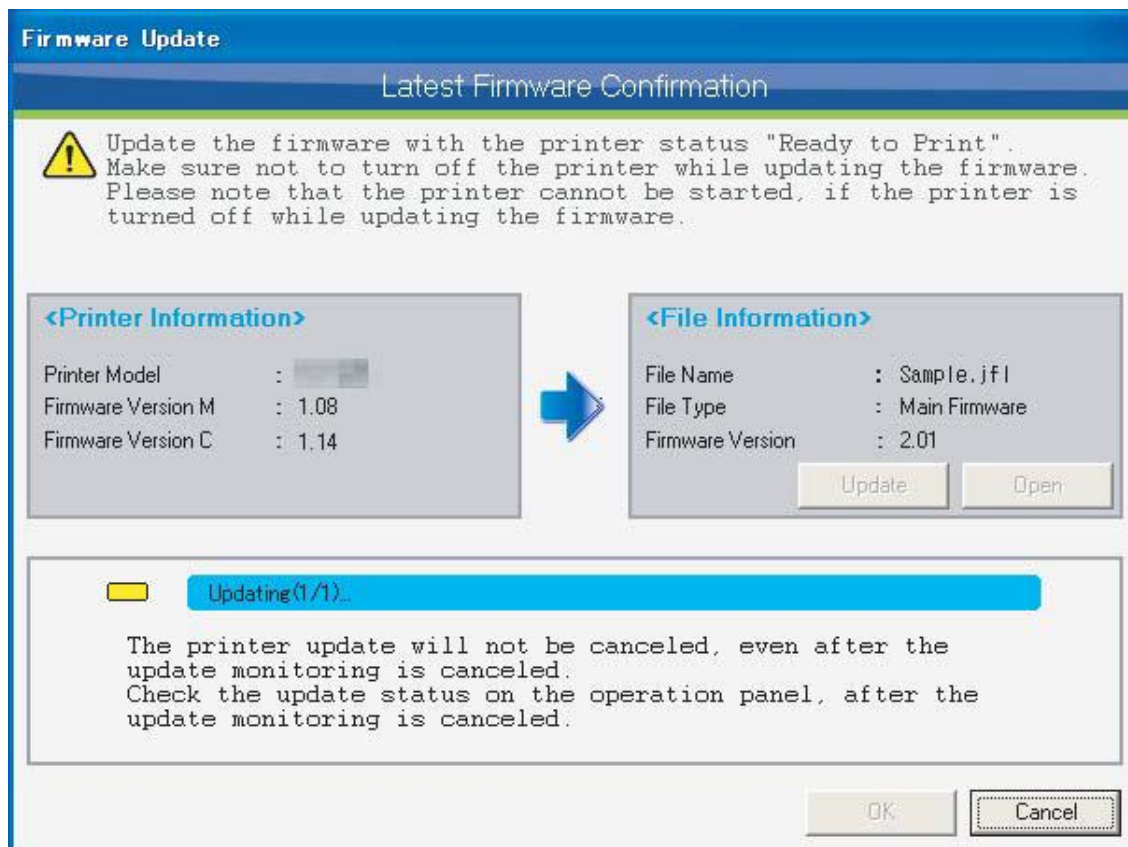 Firmware Update
Latest Firmware Confirmation
Update the firmware with the printer status "Ready to Print".
Make sure not to turn off the printer while updating the firmware.
Please note that the printer cannot be started, if the printer is
turned off while updating the firmware.
<Printer Information>
Printer Model :
Firmware Version M : 1.08
Firmware Version C : 1.14
<File Information>
File Name : Sample.jfl
File Type : Main Firmware
Firmware Version : 2.01
Update Open
Updating(1/1)...
The printer update will not be canceled, even after the
update monitoring is canceled.
Check the update status on the operation panel, after the
update monitoring is canceled.
OK Cancel